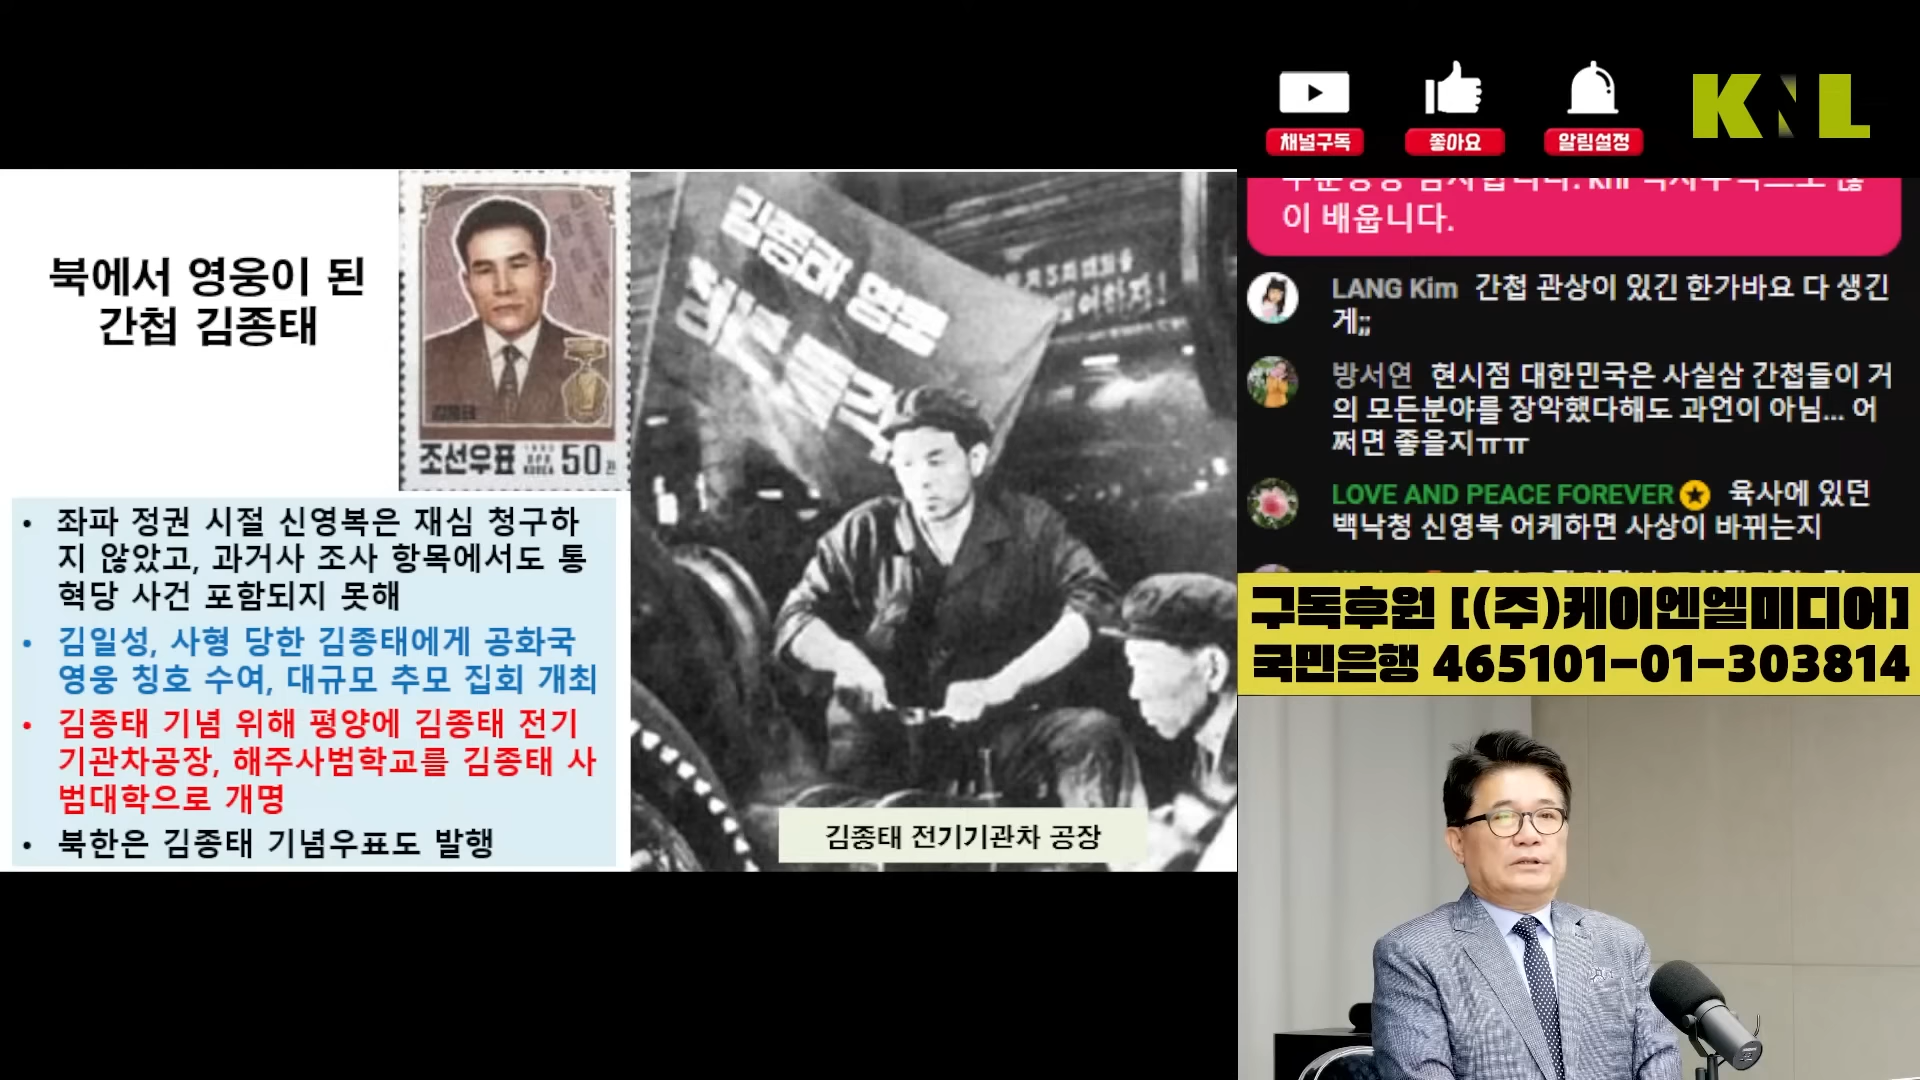 북에서 영웅이 된
간첩 김종태
조선우표
DPR
KOREA
50
김종태 영웅
채널구독
좋아요
알림설정
KNL
이 배웁니다.
LANG Kim 간첩 관상이 있긴 한가바요 다 생긴
게;;
방서연 현시점 대한민국은 사실삼 간첩들이 거
의 모든분야를 장악했다해도 과언이 아님... 어
쩌면 좋을지ㅠㅠ
LOVE AND PEACE FOREVER 육사에 있던
백낙청 신영복 어케하면 사상이 바뀌는지
구독후원 [(주)케이엔엘미디어]
국민은행 465101-01-303814
• 좌파 정권 시절 신영복은 재심 청구하
지 않았고, 과거사 조사 항목에서도 통
혁당 사건 포함되지 못해
• 김일성, 사형 당한 김종태에게 공화국
영웅 칭호 수여, 대규모 추모 집회 개최
• 김종태 기념 위해 평양에 김종태 전기
기관차공장, 해주사범학교를 김종태 사
범대학으로 개명
• 북한은 김종태 기념우표도 발행
김종태 전기기관차 공장